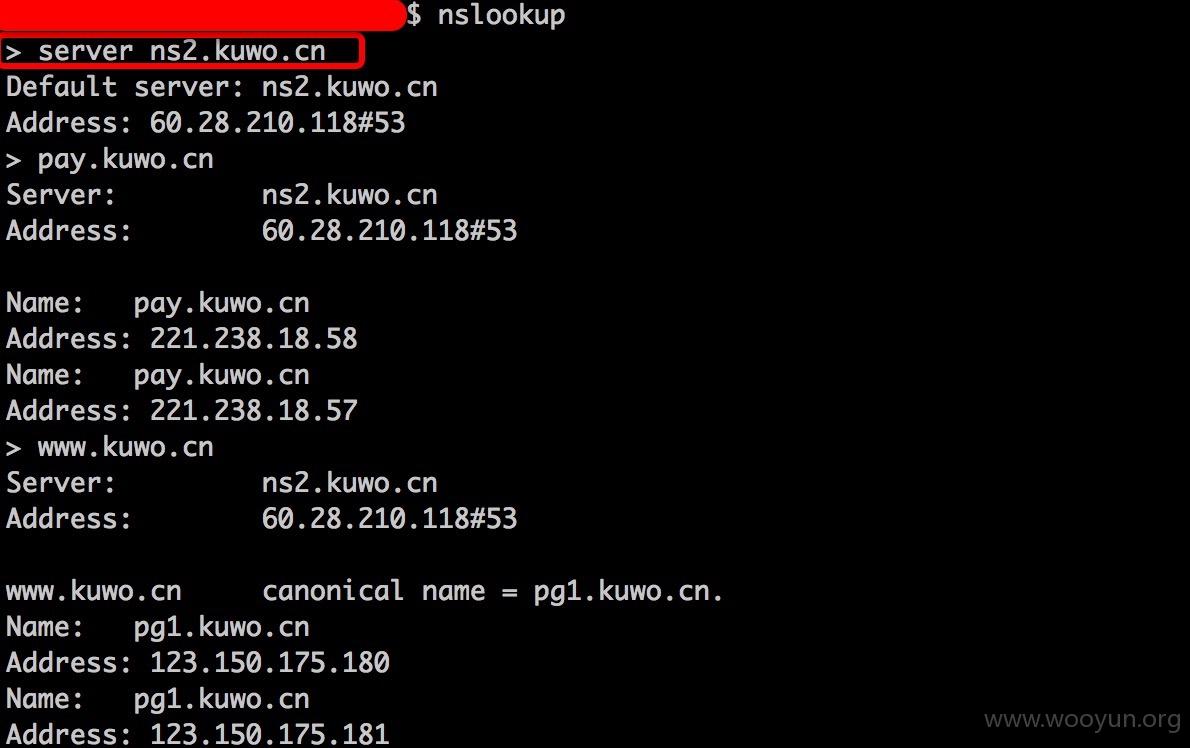 $ nslookup
> server ns2.kuwo.cn
Default server: ns2.kuwo.cn
Address: 60.28.210.118#53
> pay.kuwo.cn
Server: ns2.kuwo.cn
Address: 60.28.210.118#53
Name: pay.kuwo.cn
Address: 221.238.18.58
Name: pay.kuwo.cn
Address: 221.238.18.57
> www.kuwo.cn
Server: ns2.kuwo.cn
Address: 60.28.210.118#53
www.kuwo.cn canonical name = pg1.kuwo.cn.
Name: pg1.kuwo.cn
Address: 123.150.175.180
Name: pg1.kuwo.cn
Address: 123.150.175.181
www.wooyun.org